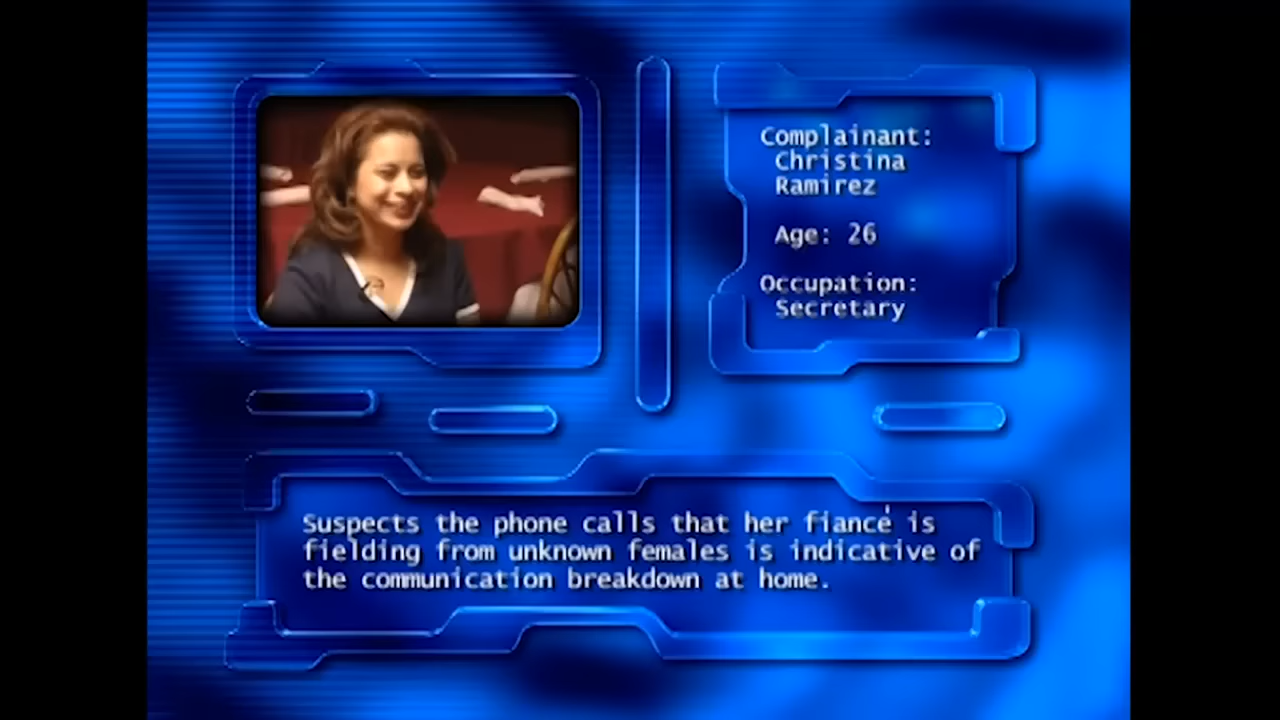 Complainant:
Christina
Ramirez
Age: 26
Occupation:
Secretary
Suspects the phone calls that her fiancé is
fielding from unknown females is indicative of
the communication breakdown at home.